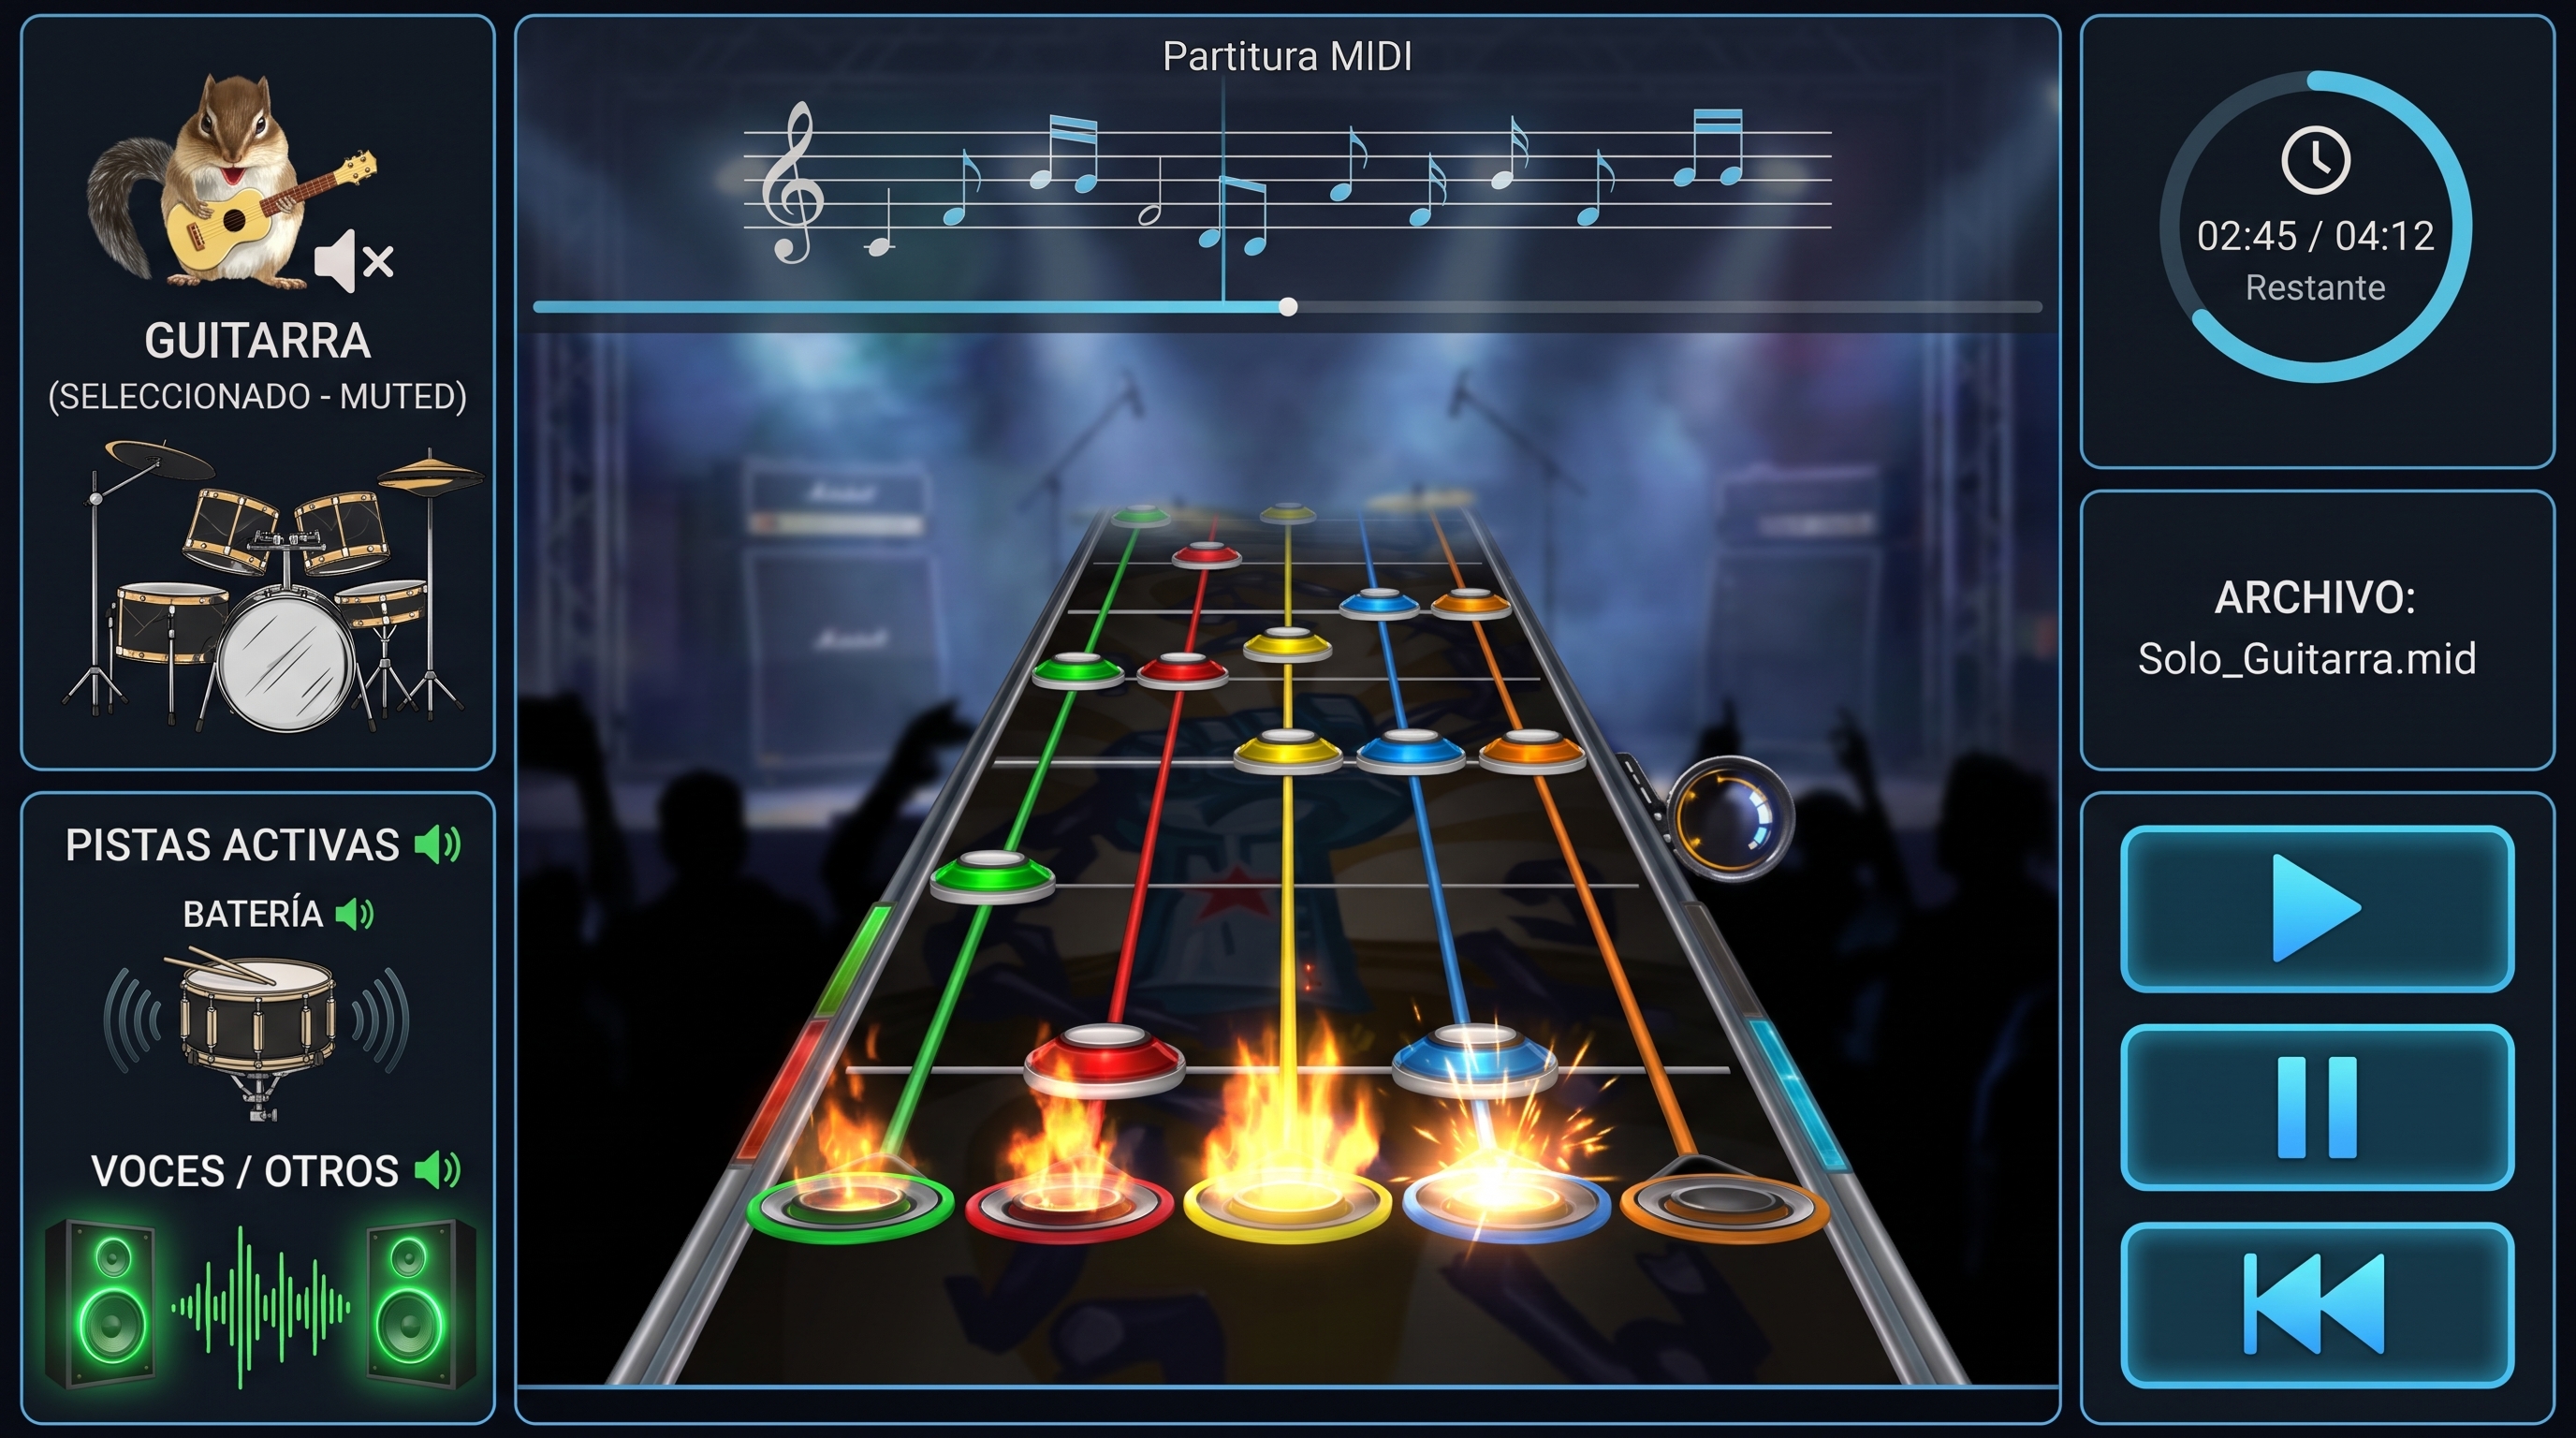 GUITARRA
(SELECCIONADO - MUTED)
PISTAS ACTIVAS
BATERÍA
VOCES / OTROS
Partitura MIDI
02:45 / 04:12
Restante
ARCHIVO:
Solo_Guitarra.mid